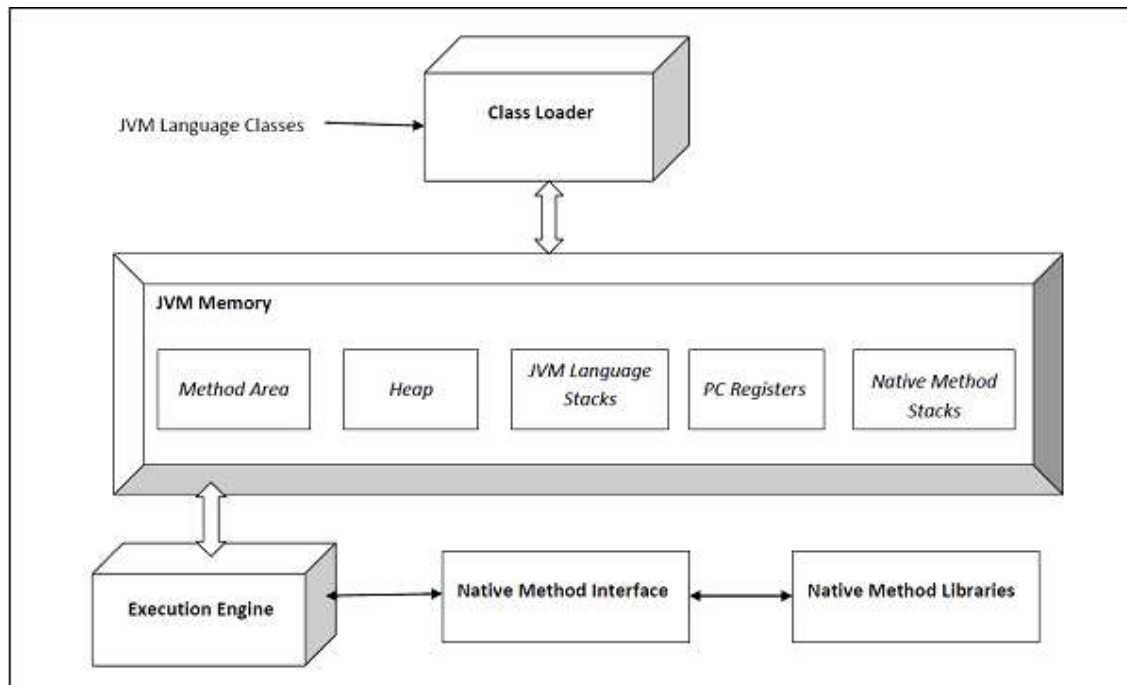 Class Loader
JVM Language Classes
JVM Memory
Method Area
Heap
JVM Language
Stacks
PC Registers
Native Method
Stacks
Execution Engine
Native Method Interface
Native Method Libraries